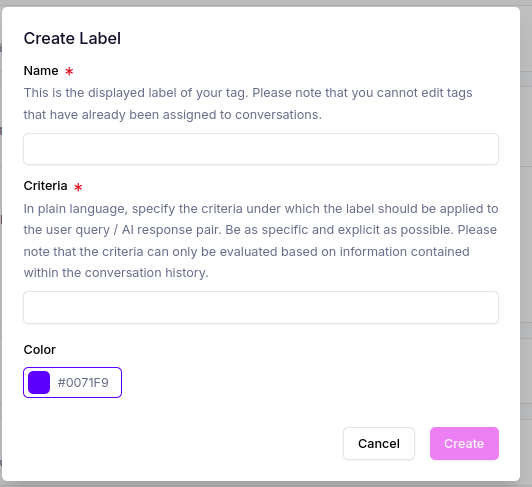 Create Label
Name *
This is the displayed label of your tag. Please note that you cannot edit tags
that have already been assigned to conversations.
Criteria *
In plain language, specify the criteria under which the label should be applied to
the user query / AI response pair. Be as specific and explicit as possible. Please
note that the criteria can only be evaluated based on information contained
within the conversation history.
Color
#0071F9
Cancel
Create